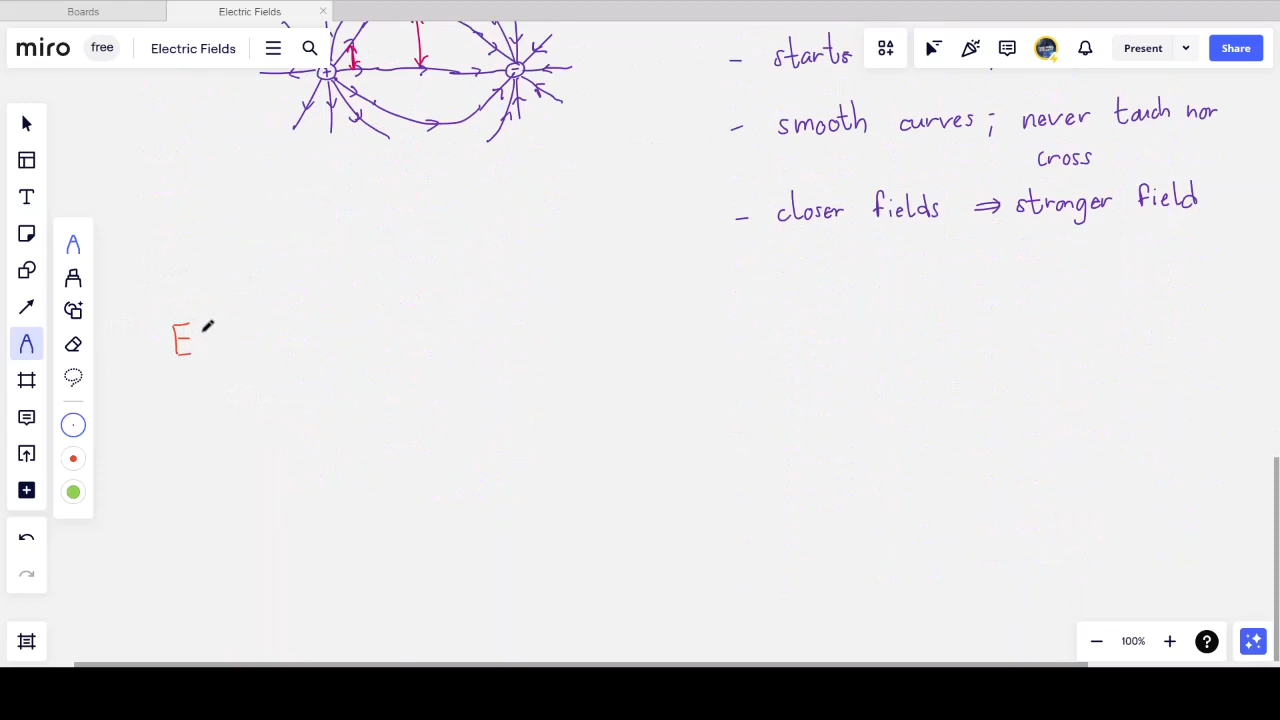 Boards
Electric Fields
miro free Electric Fields
Present
Share
- starts
- smooth curves ; never touch nor
cross
- closer fields ⇒ stronger field
+
-
E
T
100%
?